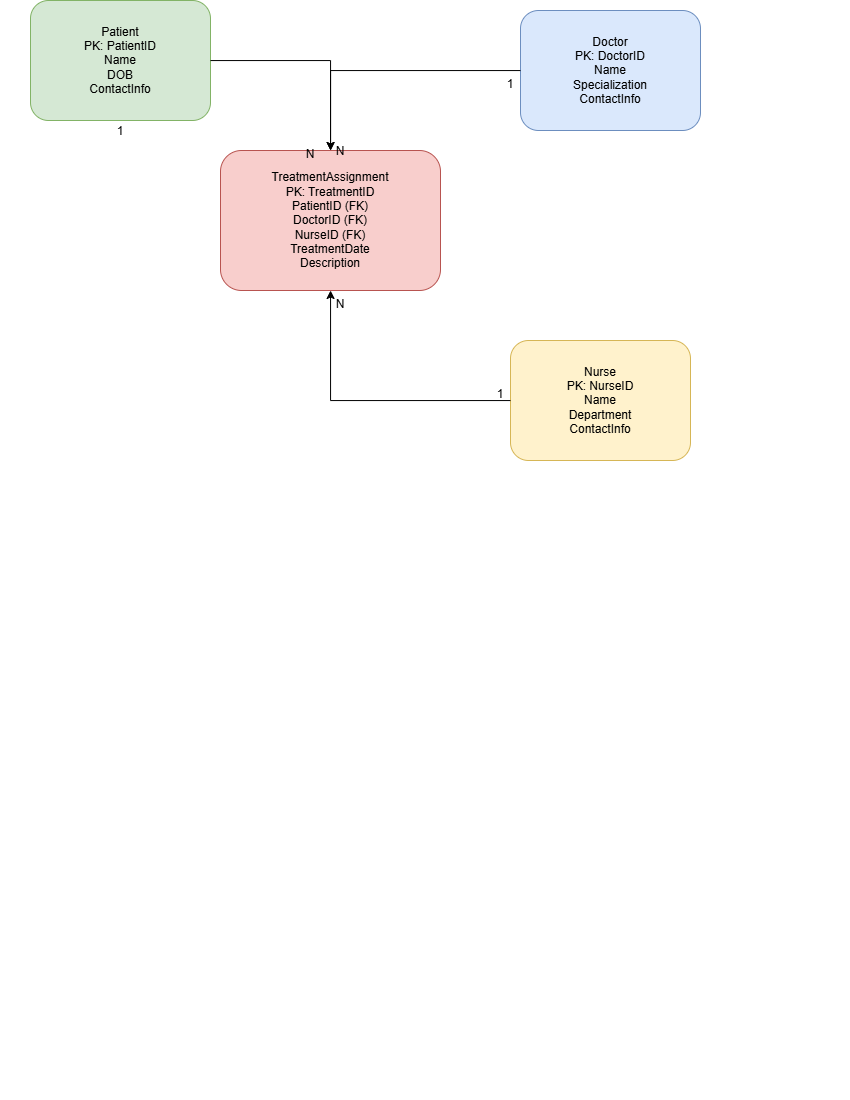 Patient
PK: PatientID
Name
DOB
ContactInfo
1
Doctor
PK: DoctorID
Name
Specialization
ContactInfo
1
N
N
TreatmentAssignment
PK: TreatmentID
PatientID (FK)
DoctorID (FK)
NurseID (FK)
TreatmentDate
Description
N
1
Nurse
PK: NurseID
Name
Department
ContactInfo